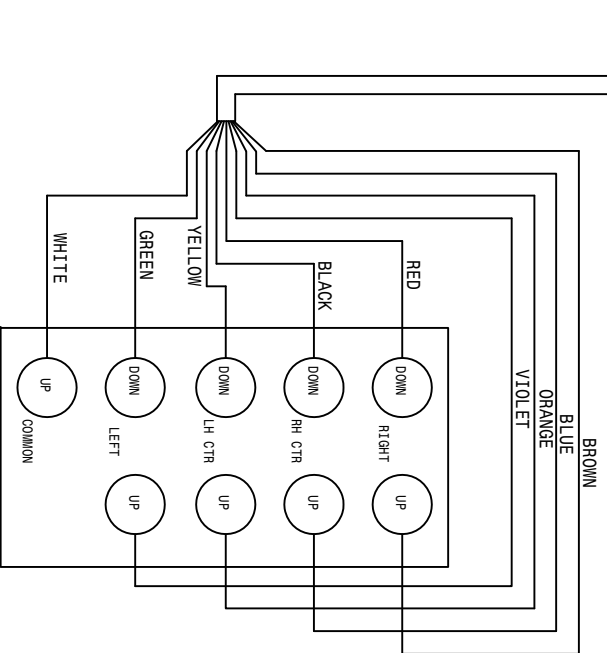 WHITE
GREEN
YELLOW
BLACK
RED
VIOLET
ORANGE
BLUE
BROWN
UP
DOWN
DOWN
DOWN
DOWN
COMMON
LEFT
LH CTR
RH CTR
RIGHT
UP
UP
UP
UP